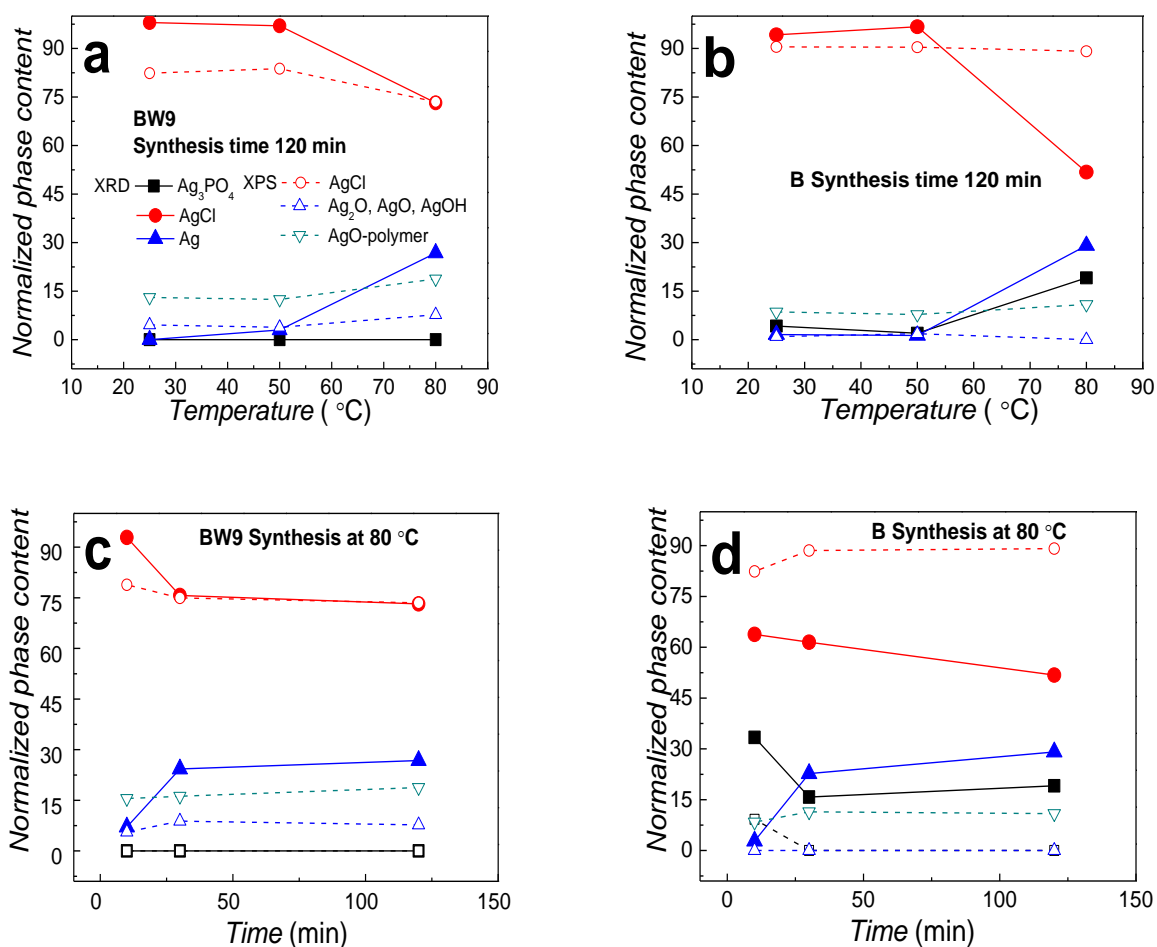 a
Normalized phase content
90
75
60
45
30
15
0
BW9
Synthesis time 120 min
XRD Ag3PO4 XPS AgCl
AgCl Ag2O, AgO, AgOH
Ag AgO-polymer
10 20 30 40 50 60 70 80 90
Temperature ( °C)
b
Normalized phase content
90
75
60
45
30
15
0
B Synthesis time 120 min
10 20 30 40 50 60 70 80 90
Temperature ( °C)
c
Normalized phase content
90
75
60
45
30
15
0
BW9 Synthesis at 80 °C
0 50 100 150
Time (min)
d
Normalized phase content
90
75
60
45
30
15
0
B Synthesis at 80 °C
0 50 100 150
Time (min)